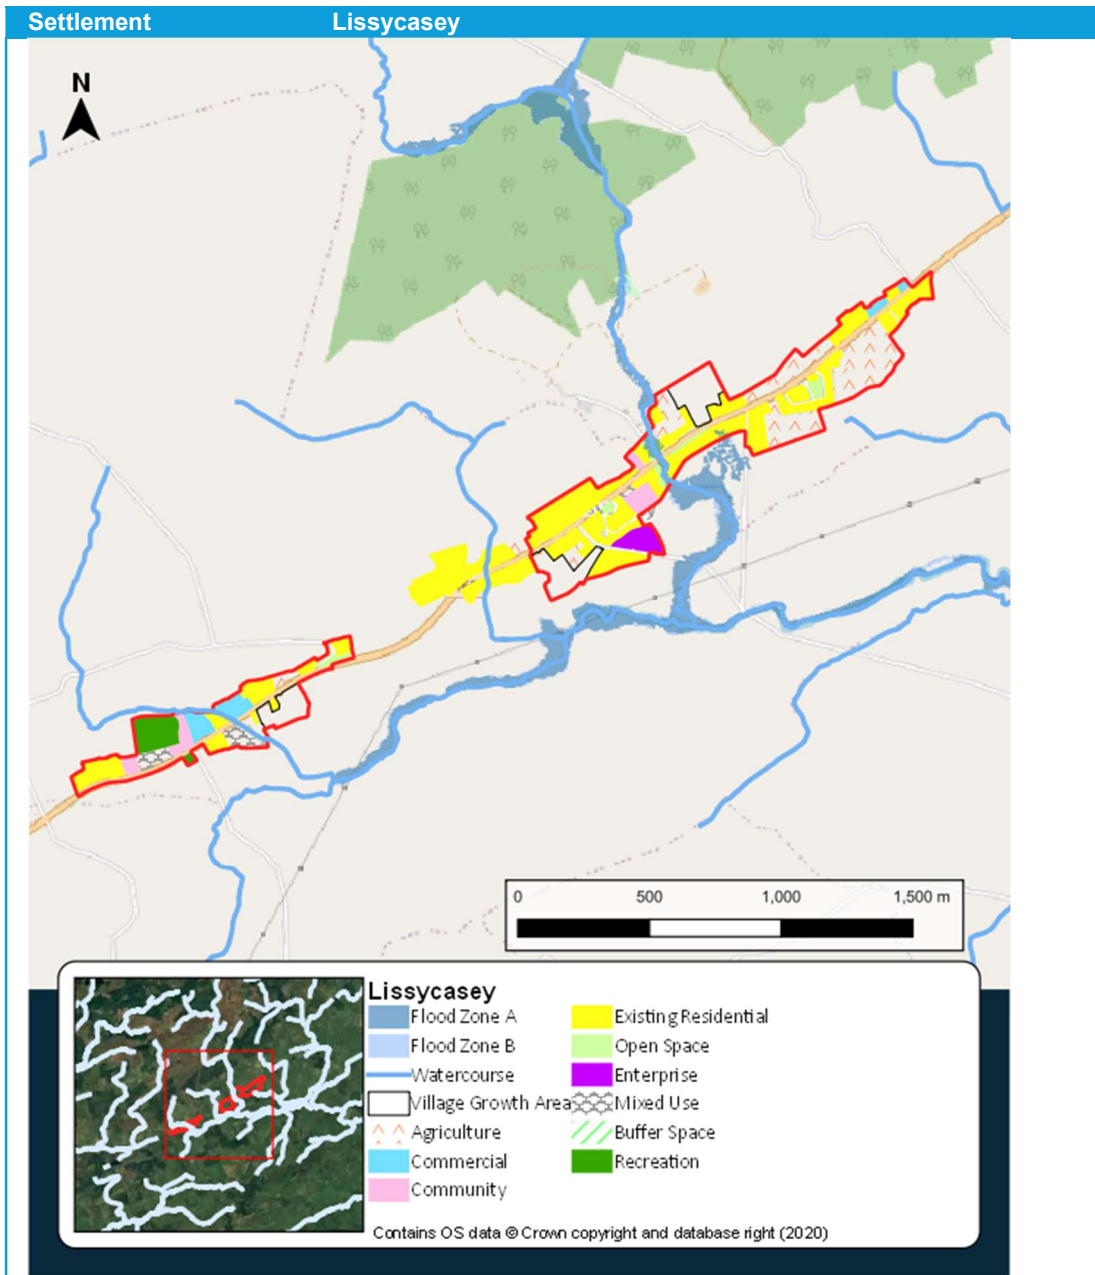 Settlement Lissycasey
N
0 500 1,000 1,500 m
Lissycasey
Flood Zone A Existing Residential
Flood Zone B Open Space
Watercourse Enterprise
Village Growth Area Mixed Use
Agriculture Buffer Space
Commercial Recreation
Community
Contains OS data © Crown copyright and database right (2020)